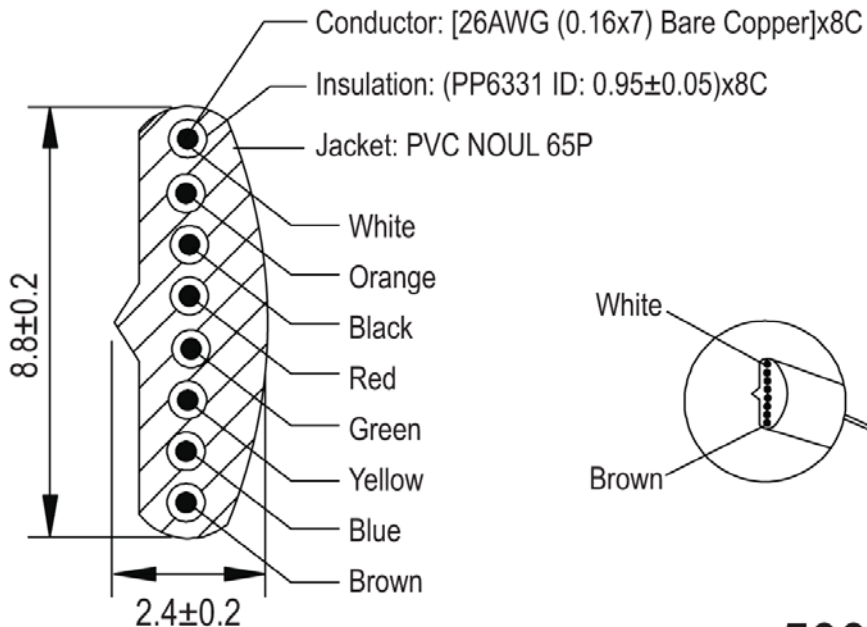 Conductor: [26AWG (0.16x7) Bare Copper]x8C
Insulation: (PP6331 ID: 0.95±0.05)x8C
Jacket: PVC NOUL 65P
White
Orange
Black
Red
Green
Yellow
Blue
Brown
8.8±0.2
2.4±0.2
White
Brown